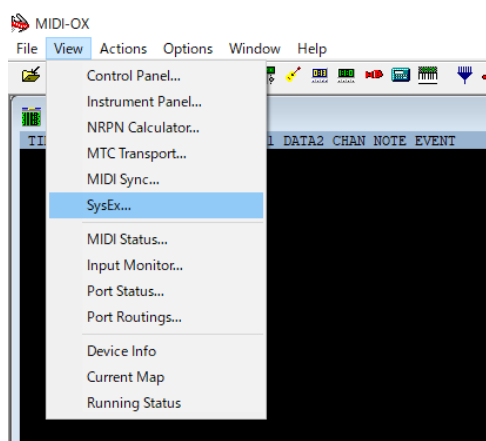 MIDI-OX
File View Actions Options Window Help
Control Panel...
Instrument Panel...
NRPN Calculator...
MTC Transport...
MIDI Sync...
SysEx...
MIDI Status...
Input Monitor...
Port Status...
Port Routings...
Device Info
Current Map
Running Status
TI 1 DATA2 CHAN NOTE EVENT